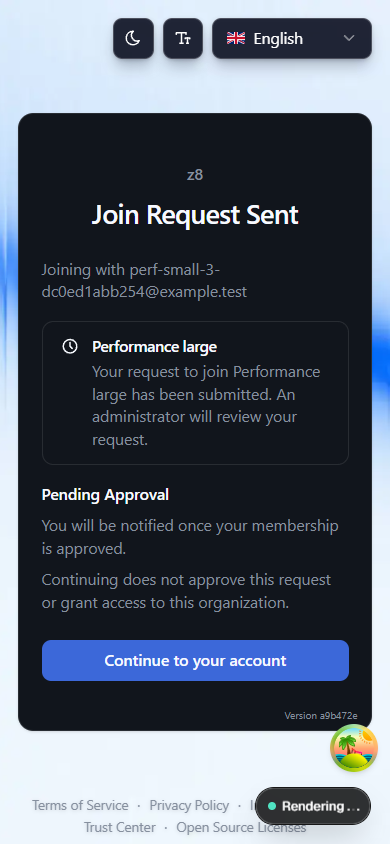 English
z8
Join Request Sent
Joining with perf-small-3-
dc0ed1abb254@example.test
Performance large
Your request to join Performance
large has been submitted. An
administrator will review your
request.
Pending Approval
You will be notified once your membership
is approved.
Continuing does not approve this request
or grant access to this organization.
Continue to your account
Version a9b472e
Terms of Service · Privacy Policy ·
Rendering ...
Trust Center · Open Source Licenses